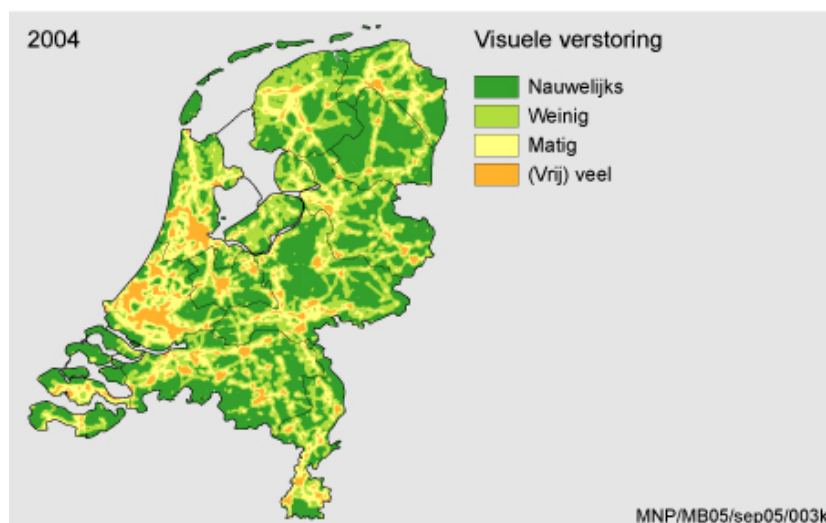 2004
Visuele verstoring
Nauwelijks
Weinig
Matig
(Vrij) veel
MNP/MB05/sep05/003k